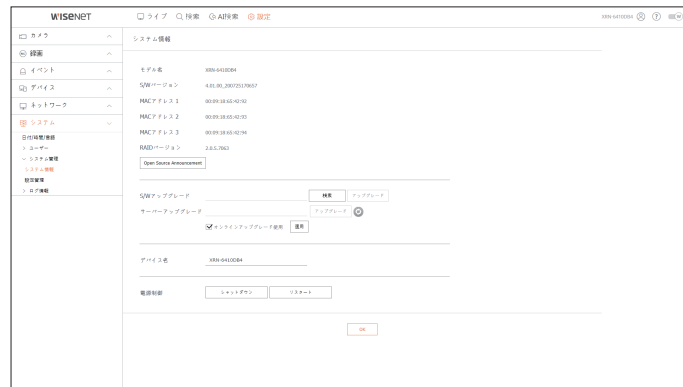 WISENET
ライブ 検索 AI検索 設定
XRN-6410DB4
カメラ
システム情報
録画
イベント
モデル名 XRN-6410DB4
デバイス
S/Wバージョン 4.01.00_200725170657
ネットワーク
MACアドレス 1 00:09:18:65:42:92
システム
MACアドレス 2 00:09:18:65:42:93
日付/時間/言語
MACアドレス 3 00:09:18:65:42:94
ユーザー
RAIDバージョン 2.0.5.7063
システム管理
Open Source Announcement
システム情報
設定管理
ログ情報
S/Wアップグレード 検索 アップグレード
サーバーアップグレード アップグレード
オンラインアップグレード使用 適用
デバイス名 XRN-6410DB4
電源制御 シャットダウン リスタート
OK